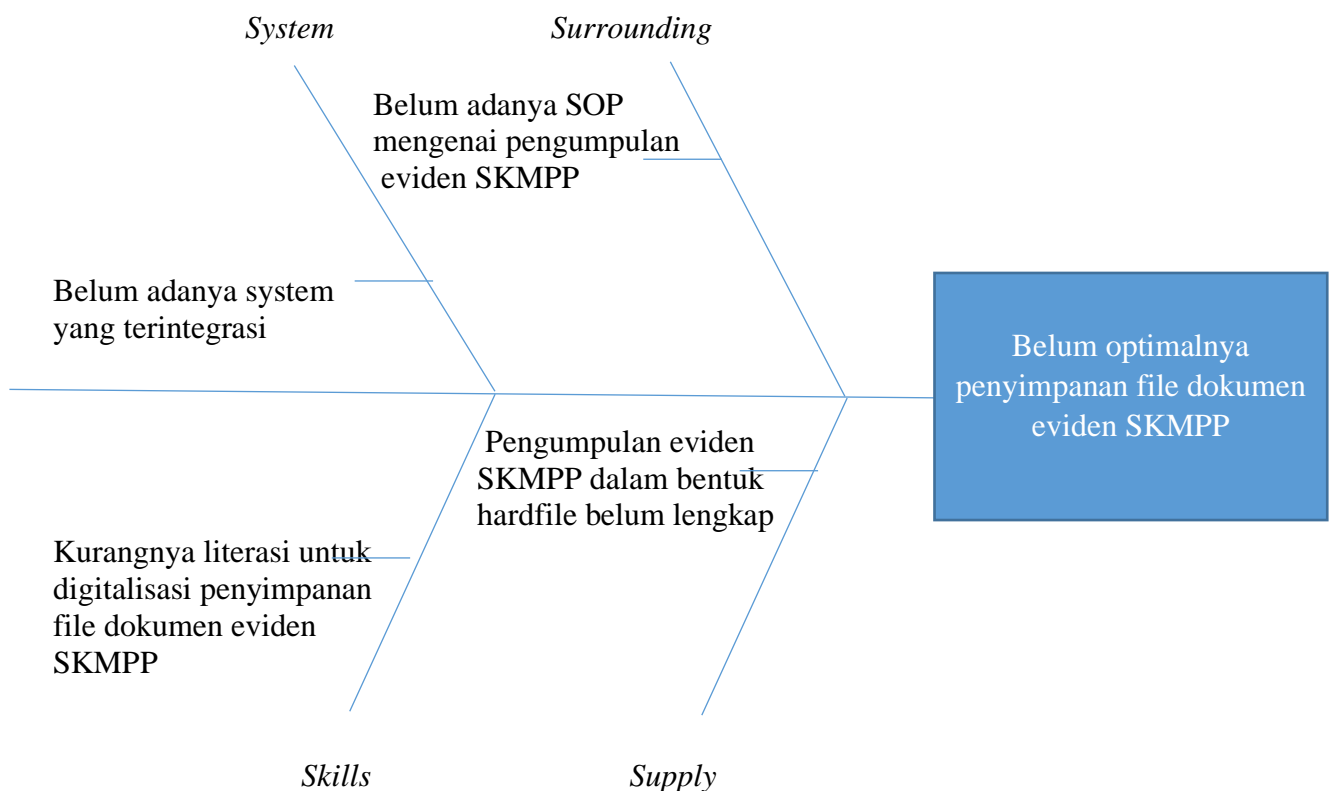 System
Surrounding
Belum adanya SOP
mengenai pengumpulan
eviden SKMPP
Belum adanya system
yang terintegrasi
Belum optimalnya
penyimpanan file dokumen
eviden SKMPP
Pengumpulan eviden
SKMPP dalam bentuk
hardfile belum lengkap
Kurangnya literasi untuk
digitalisasi penyimpanan
file dokumen eviden
SKMPP
Skills
Supply